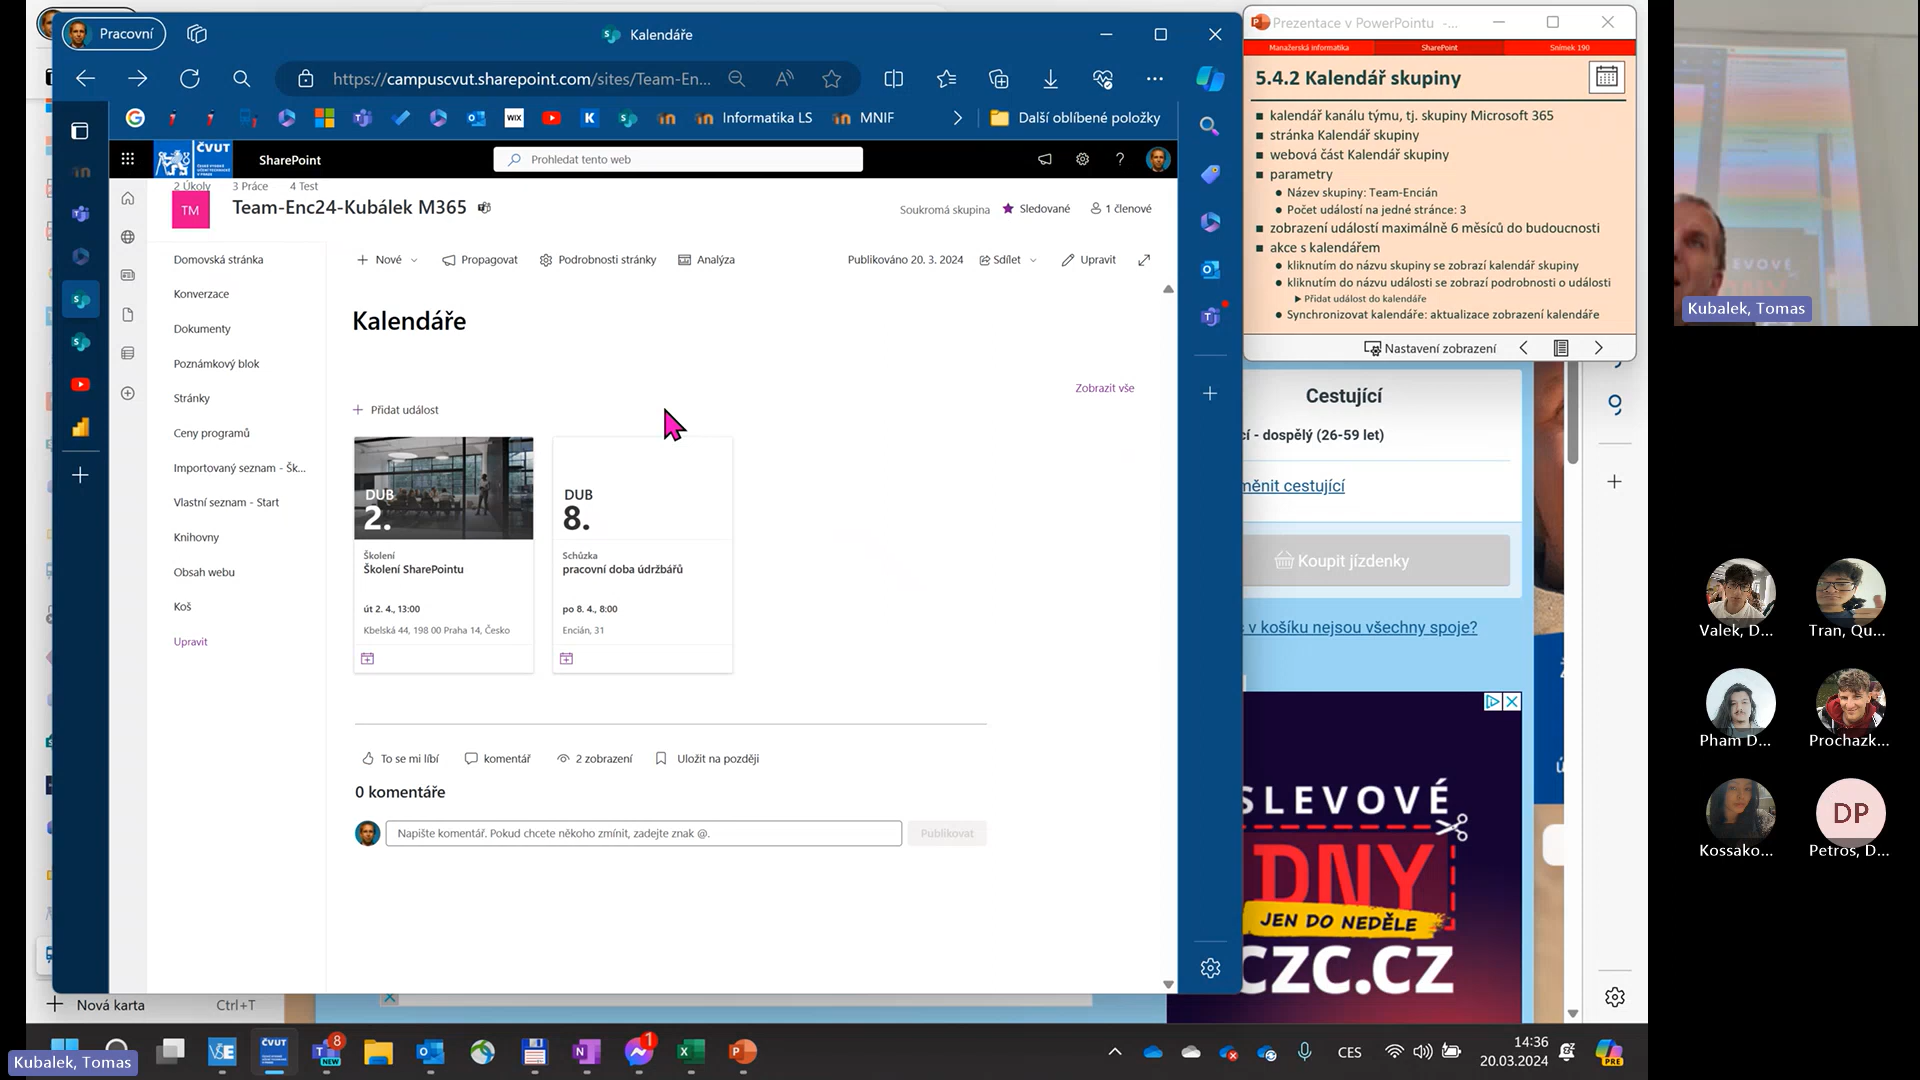 Pracovní
Kalendáře
https://campuscvut.sharepoint.com/sites/Team-En...
WIX
K
in
in Informatika LS
in MNIF
Další oblíbené položky
ČVUT
SharePoint
Prohledat tento web
2 Úkoly
3 Práce
4 Test
TM
Team-Enc24-Kubálek M365
Soukromá skupina
Sledované
1 členové
Domovská stránka
Konverzace
Dokumenty
Poznámkový blok
Stránky
Ceny programů
Importovaný seznam - Šk...
Vlastní seznam - Start
Knihovny
Obsah webu
Koš
Upravit
Nové
Propagovat
Podrobnosti stránky
Analýza
Publikováno 20. 3. 2024
Sdílet
Upravit
Kalendáře
Zobrazit vše
Přidat událost
DUB
2.
Školení
Školení SharePointu
út 2. 4., 13:00
Kbelská 44, 198 00 Praha 14, Česko
DUB
8.
Schůzka
pracovní doba údržbářů
po 8. 4., 8:00
Encián, 31
To se mi líbí
komentář
2 zobrazení
Uložit na později
0 komentáře
Napište komentář. Pokud chcete někoho zmínit, zadejte znak @.
Publikovat
Nová karta
Ctrl+T
Prezentace v PowerPointu -...
Manažerská informatika
SharePoint
Snímek 190
5.4.2 Kalendář skupiny
kalendář kanálu týmu, tj. skupiny Microsoft 365
stránka Kalendář skupiny
webová část Kalendář skupiny
parametry
Název skupiny: Team-Encián
Počet událostí na jedné stránce: 3
zobrazení událostí maximálně 6 měsíců do budoucnosti
akce s kalendářem
kliknutím do názvu skupiny se zobrazí kalendář skupiny
kliknutím do názvu události se zobrazí podrobnosti o události
Přidat událost do kalendáře
Synchronizovat kalendáře: aktualizace zobrazení kalendáře
Nastavení zobrazení
Cestující
cí - dospělý (26-59 let)
měnit cestující
Koupit jízdenky
v košíku nejsou všechny spoje?
SLEVOVÉ
DNY
JEN DO NEDĚLE
CZC.CZ
Kubalek, Tomas
Valek, D...
Tran, Qu...
Pham D...
Prochazk...
Kossako...
DP
Petros, D...
Kubalek, Tomas
8
NEW
1
CES
14:36
20.03.2024
PRE